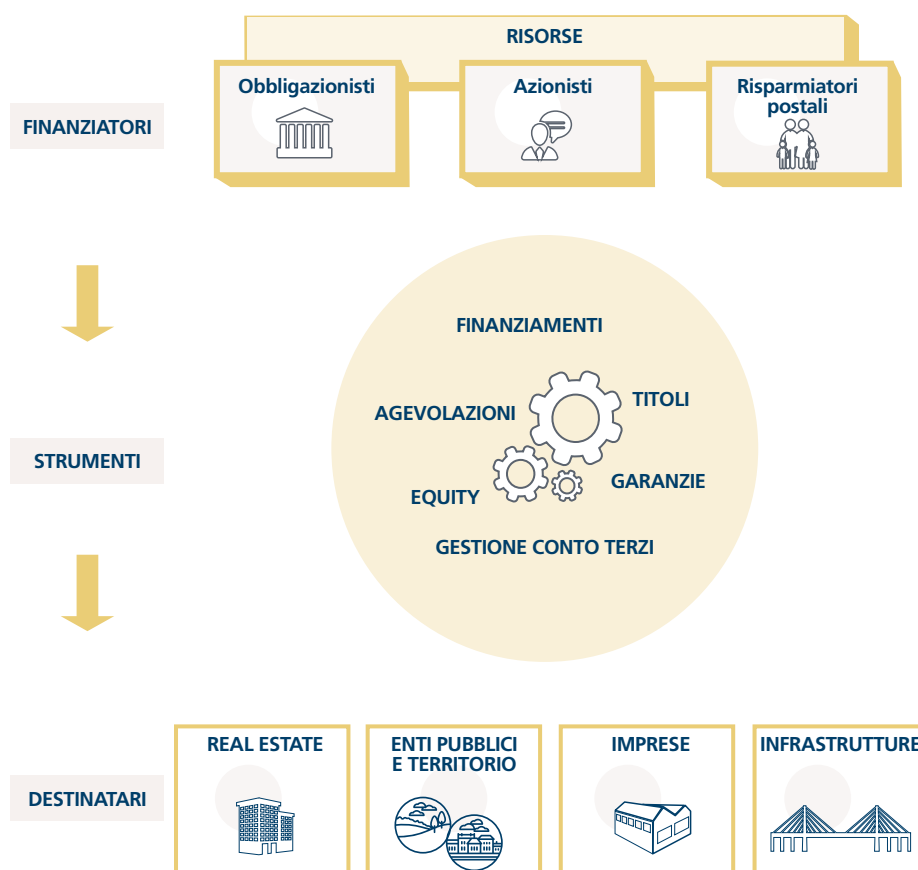 RISORSE
Obbligazionisti
Azionisti
Risparmiatori
postali
FINANZIATORI
FINANZIAMENTI
AGEVOLAZIONI
TITOLI
STRUMENTI
EQUITY
GARANZIE
GESTIONE CONTO TERZI
REAL ESTATE
ENTI PUBBLICI
E TERRITORIO
IMPRESE
INFRASTRUTTURE
DESTINATARI